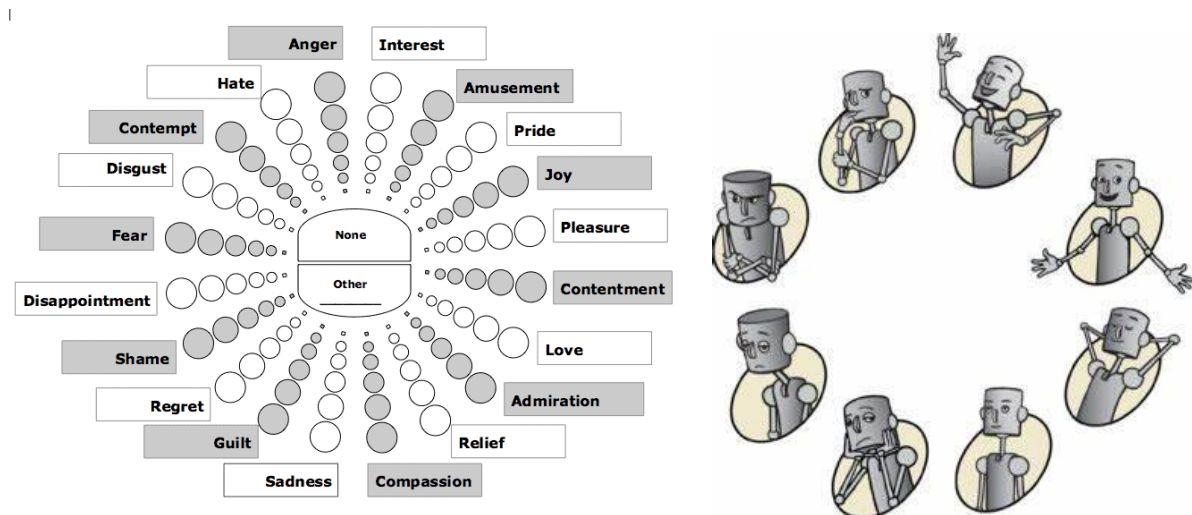 Anger
Interest
Hate
Amusement
Contempt
Pride
Disgust
Joy
Fear
None
Pleasure
Disappointment
Other
Contentment
Shame
Love
Regret
Admiration
Guilt
Relief
Sadness
Compassion